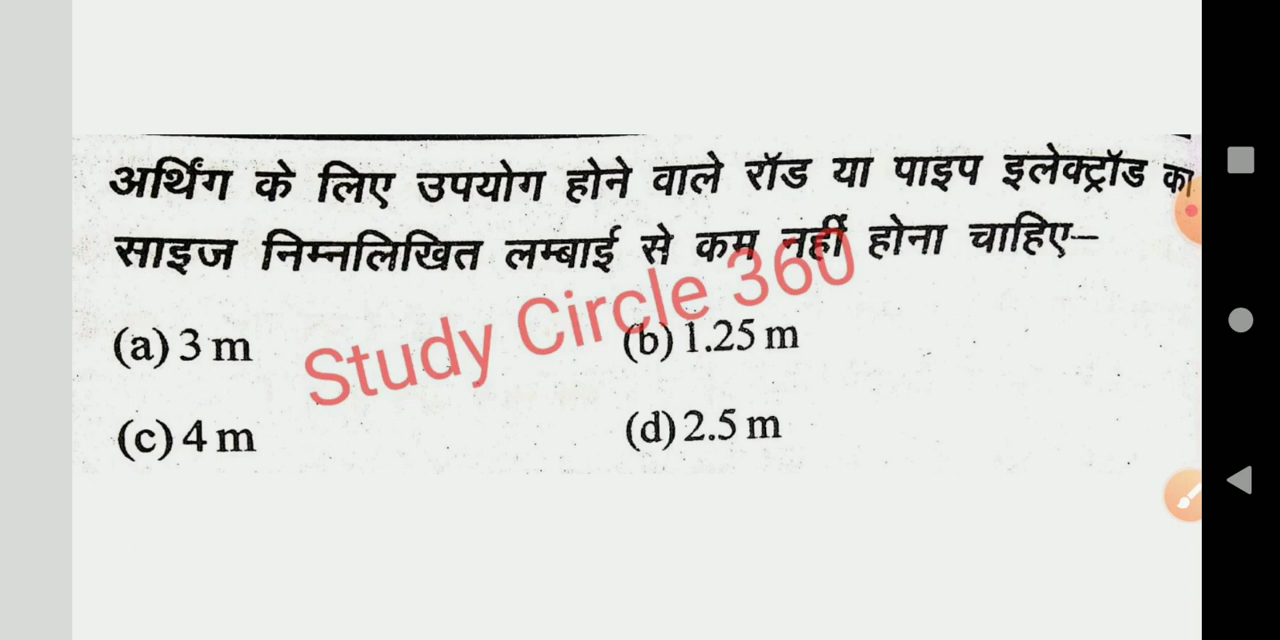 अर्थिंग के लिए उपयोग होने वाले रॉड या पाइप इलेक्ट्रॉड का
साइज निम्नलिखित लम्बाई से कम नहीं होना चाहिए–
Study Circle 360
(a) 3 m (b) 1.25 m
(c) 4 m (d) 2.5 m